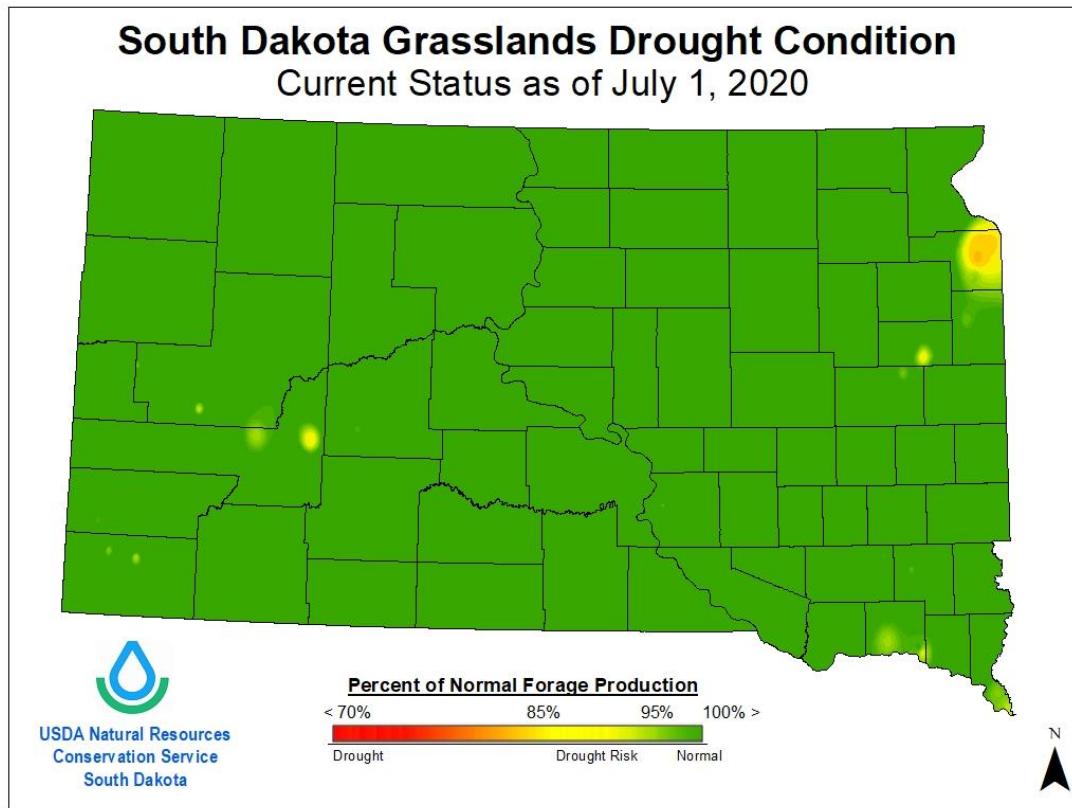 South Dakota Grasslands Drought Condition
Current Status as of July 1, 2020
USDA Natural Resources
Conservation Service
South Dakota
Percent of Normal Forage Production
< 70% 85% 95% 100% >
Drought Drought Risk Normal
N